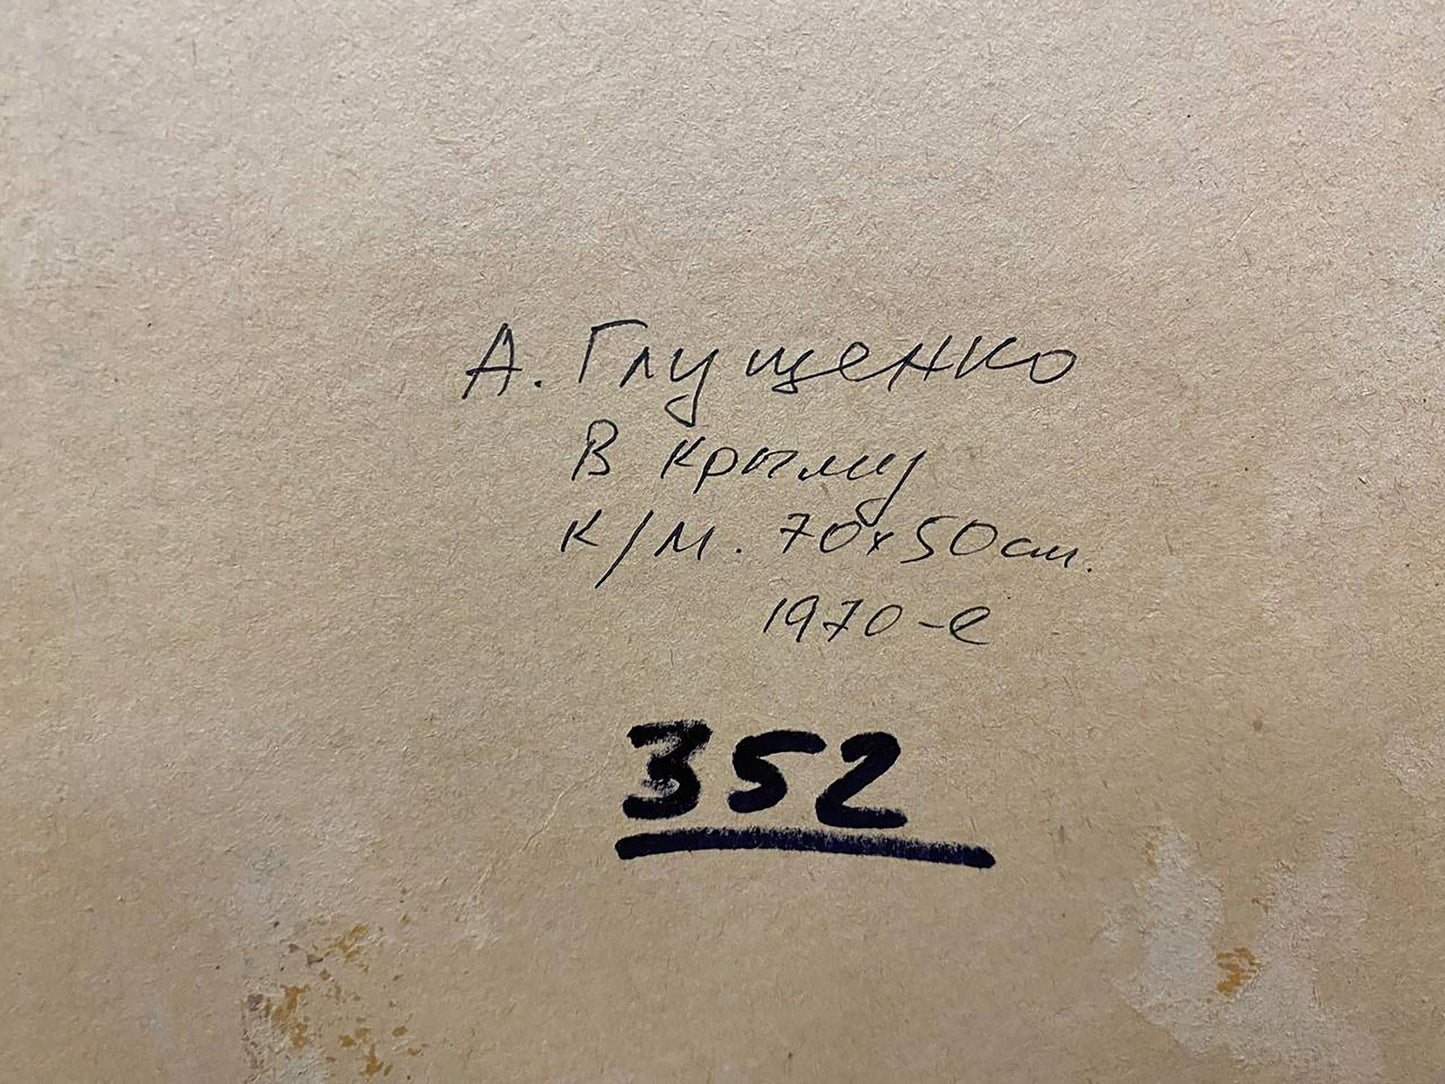 А. Глущенко
В Крыму
К/М. 70х50см.
1970-е
352